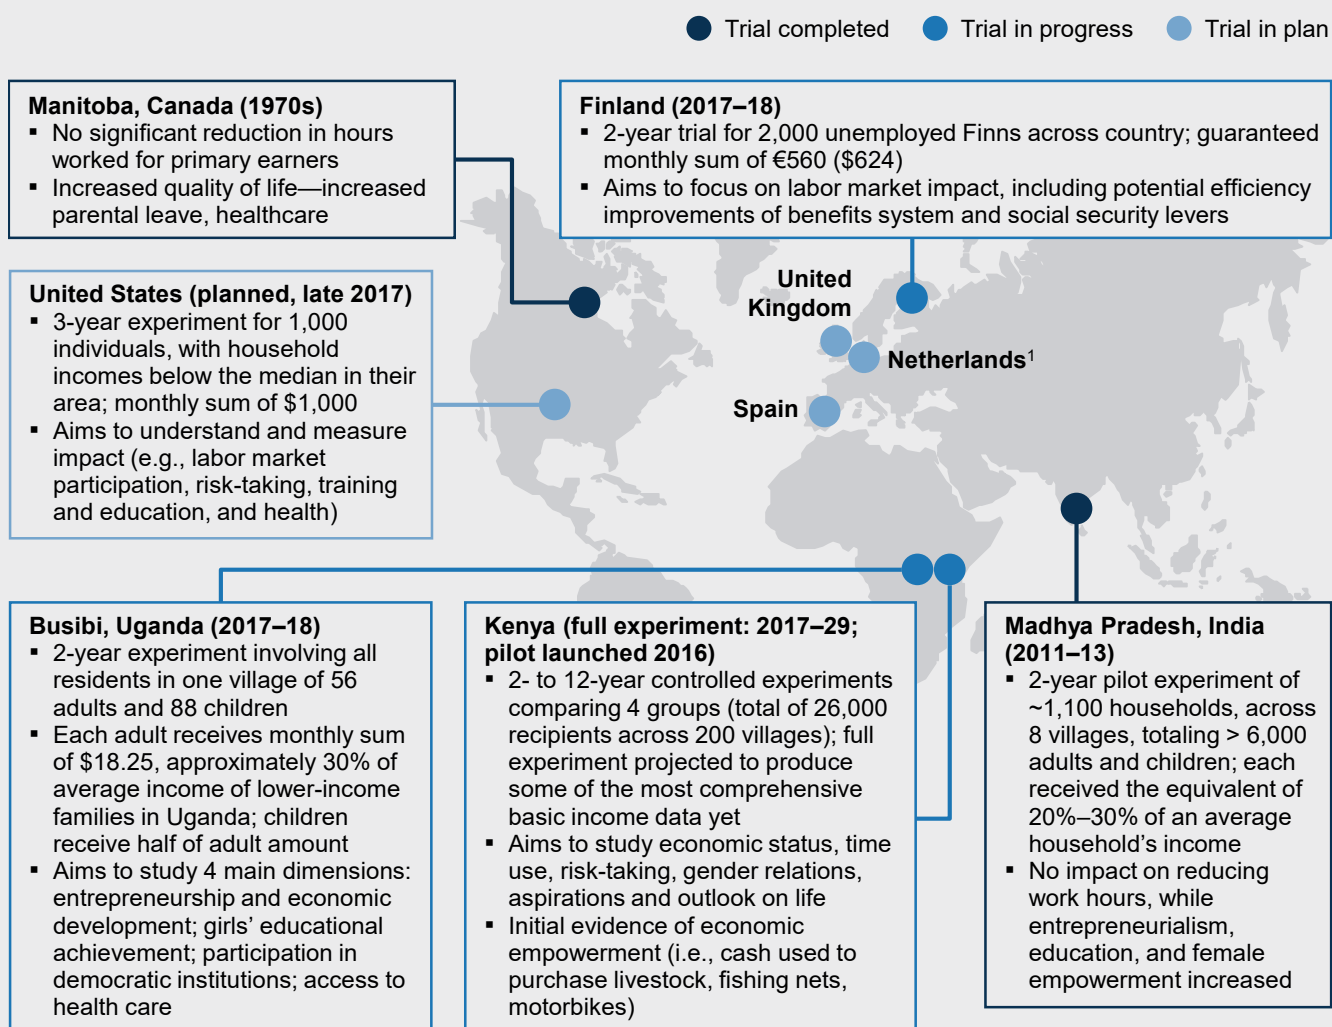 Trial completed
Trial in progress
Trial in plan
Manitoba, Canada (1970s)
▪ No significant reduction in hours
worked for primary earners
▪ Increased quality of life—increased
parental leave, healthcare
Finland (2017–18)
▪ 2-year trial for 2,000 unemployed Finns across country; guaranteed
monthly sum of €560 ($624)
▪ Aims to focus on labor market impact, including potential efficiency
improvements of benefits system and social security levers
United States (planned, late 2017)
▪ 3-year experiment for 1,000
individuals, with household
incomes below the median in their
area; monthly sum of $1,000
▪ Aims to understand and measure
impact (e.g., labor market
participation, risk-taking, training
and education, and health)
United
Kingdom
Netherlands¹
Spain
Busibi, Uganda (2017–18)
▪ 2-year experiment involving all
residents in one village of 56
adults and 88 children
▪ Each adult receives monthly sum
of $18.25, approximately 30% of
average income of lower-income
families in Uganda; children
receive half of adult amount
▪ Aims to study 4 main dimensions:
entrepreneurship and economic
development; girls’ educational
achievement; participation in
democratic institutions; access to
health care
Kenya (full experiment: 2017–29;
pilot launched 2016)
▪ 2- to 12-year controlled experiments
comparing 4 groups (total of 26,000
recipients across 200 villages); full
experiment projected to produce
some of the most comprehensive
basic income data yet
▪ Aims to study economic status, time
use, risk-taking, gender relations,
aspirations and outlook on life
▪ Initial evidence of economic
empowerment (i.e., cash used to
purchase livestock, fishing nets,
motorbikes)
Madhya Pradesh, India
(2011–13)
▪ 2-year pilot experiment of
~1,100 households, across
8 villages, totaling > 6,000
adults and children; each
received the equivalent of
20%–30% of an average
household’s income
▪ No impact on reducing
work hours, while
entrepreneurialism,
education, and female
empowerment increased